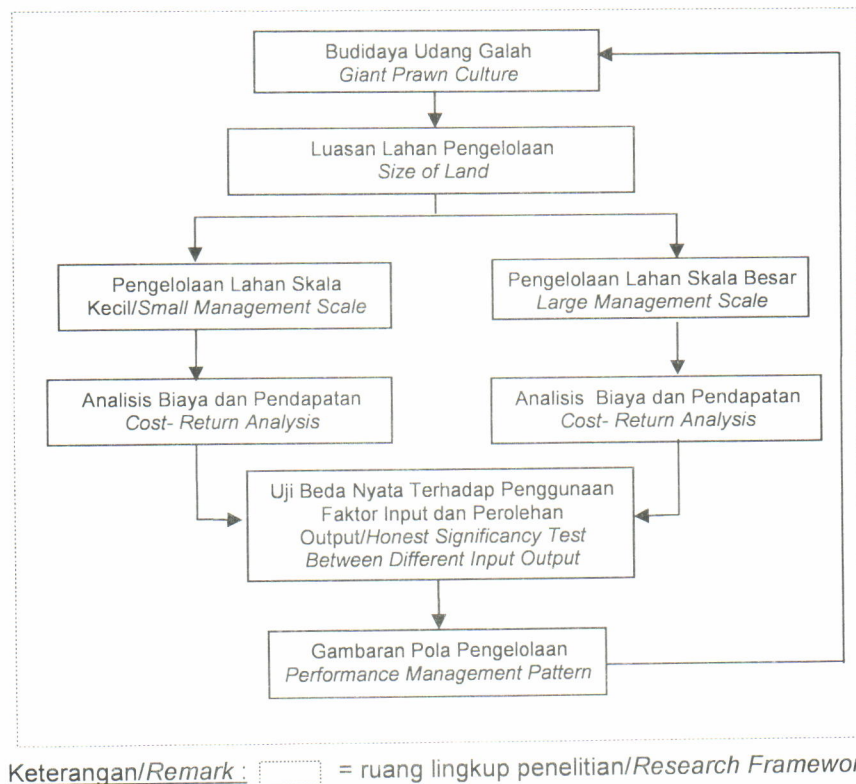 Budidaya Udang Galah
Giant Prawn Culture
Luasan Lahan Pengelolaan
Size of Land
Pengelolaan Lahan Skala
Kecil/Small Management Scale
Pengelolaan Lahan Skala Besar
Large Management Scale
Analisis Biaya dan Pendapatan
Cost- Return Analysis
Analisis Biaya dan Pendapatan
Cost- Return Analysis
Uji Beda Nyata Terhadap Penggunaan
Faktor Input dan Perolehan
Output/Honest Significancy Test
Between Different Input Output
Gambaran Pola Pengelolaan
Performance Management Pattern
Keterangan/Remark : = ruang lingkup penelitian/Research Framewor